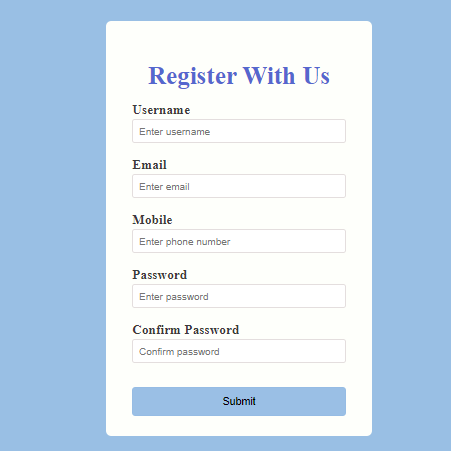 Register With Us
Username
Enter username
Email
Enter email
Mobile
Enter phone number
Password
Enter password
Confirm Password
Confirm password
Submit